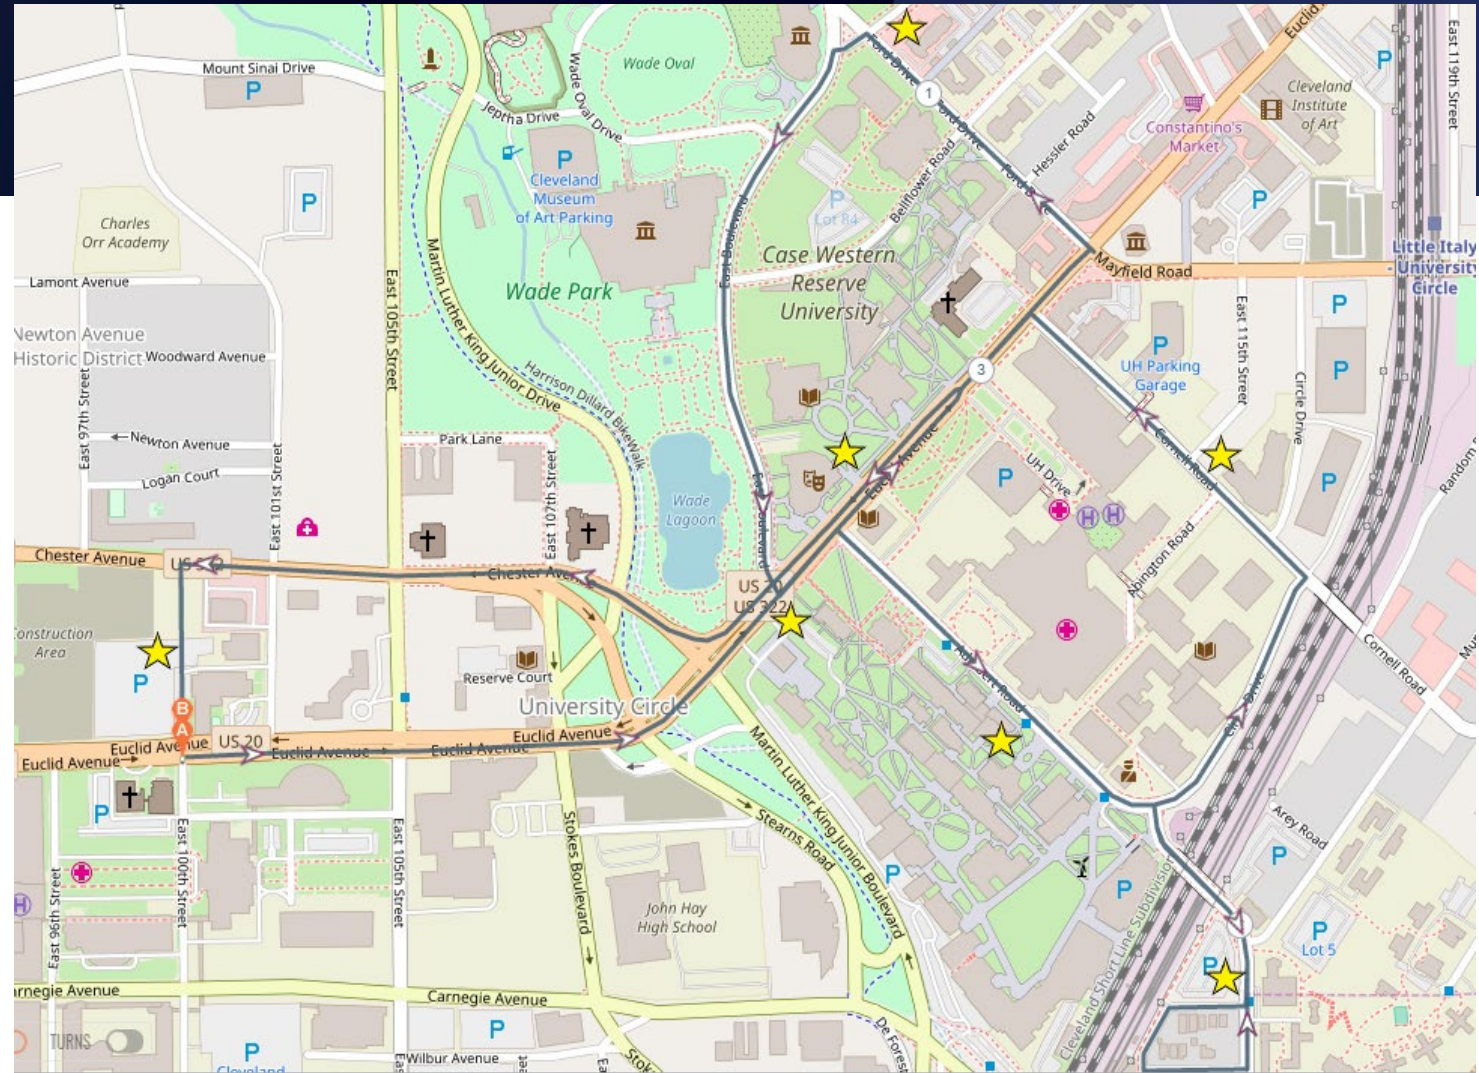 Mount Sinai Drive
P
Wade Oval
Wade Oval Drive
Jeptha Drive
P
Cleveland
Museum
of Art Parking
Ford Drive
1
Ford Drive
Ford Drive
Hessler Road
Bellflower Road
Euclid
P
East 119th Street
Cleveland
Institute
of Art
Constantino's
Market
P
P
Charles
Orr Academy
P
Lot 84
East Boulevard
Case Western
Reserve
University
Wade Park
Mayfield Road
Little Italy
- University
Circle
Lamont Avenue
Newton Avenue
Historic District
Woodward Avenue
East 105th Street
Martin Luther King Junior Drive
Harrison Dillard BikeWalk
3
P
UH Parking
Garage
East 115th Street
Circle Drive
P
P
P
East 97th Street
Newton Avenue
Logan Court
East 101st Street
Park Lane
East 107th Street
Wade
Lagoon
UH Drive
P
H
H
Cornell Road
Abington Road
Chester Avenue
Chester Avenue
US 20
US 322
Construction
Area
P
B
A
Reserve Court
University Circle
Adelbert Road
Circle Drive
Cornell Road
Euclid Avenue
Euclid Avenue
US 20
Euclid Avenue
Euclid Avenue
Euclid Avenue
P
East 100th Street
East 105th Street
East 96th Street
H
Stokes Boulevard
Stearns Road
Martin Luther King Junior Boulevard
John Hay
High School
P
P
Arey Road
P
P
Lot 5
P
Cleveland Short Line Subdivision
Carnegie Avenue
P
TURNS
P
Cleveland
Wilbur Avenue
De Forest